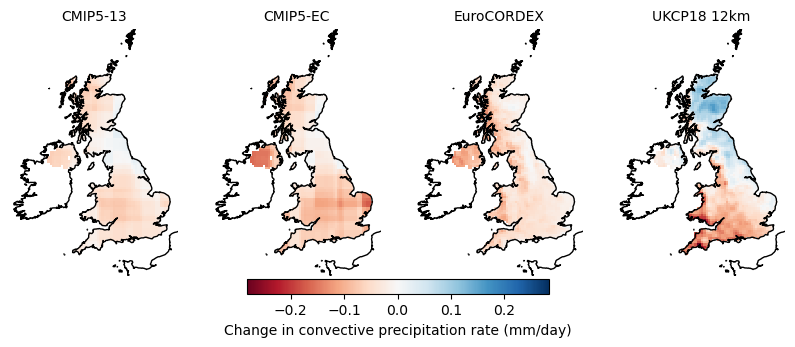 CMIP5-13
CMIP5-EC
EuroCORDEX
UKCP18 12km
−0.2
−0.1
0.0
0.1
0.2
Change in convective precipitation rate (mm/day)